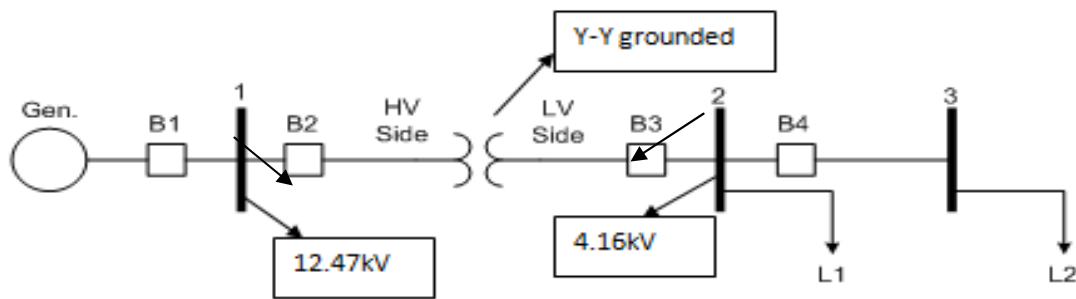 Y-Y grounded
Gen.
B1
1
B2
HV
Side
LV
Side
B3
2
B4
3
12.47kV
4.16kV
L1
L2